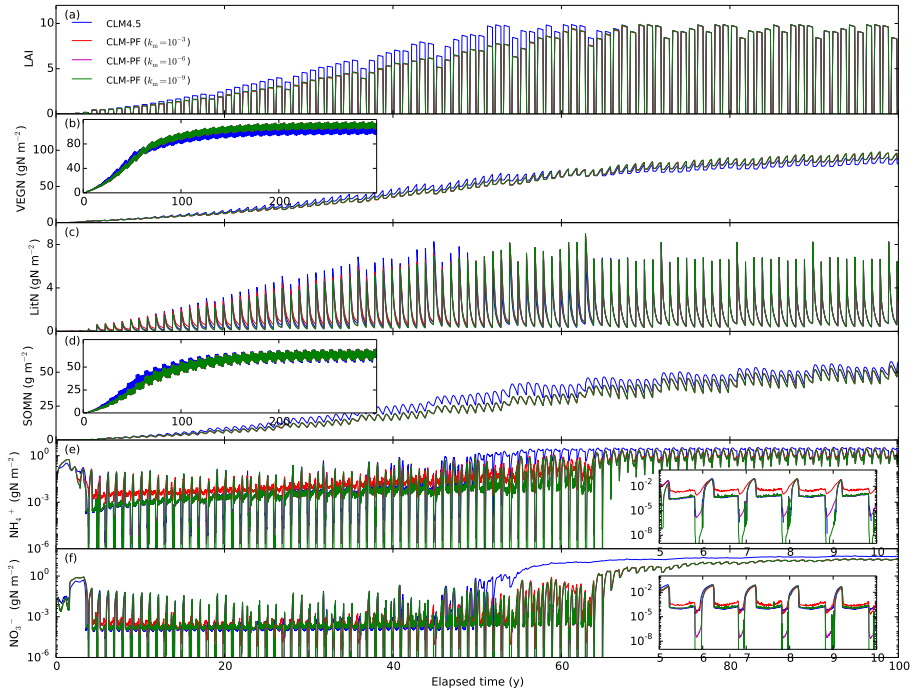 (a)
CLM4.5
CLM-PF (k_m=10^{-3})
CLM-PF (k_m=10^{-6})
CLM-PF (k_m=10^{-9})
10
5
0
LAI
(b)
80
40
0
0 100 200
100
50
0
VEGN (gN m^{-2})
(c)
8
4
0
LitN (gN m^{-2})
(d)
75
50
25
0
0 100 200
50
25
0
SOMN (g m^{-2})
(e)
10^0
10^{-3}
10^{-6}
NH_4^+ (gN m^{-2})
10^{-2}
10^{-5}
10^{-8}
5 6 7 8 9 10
(f)
10^0
10^{-3}
10^{-6}
NO_3^- (gN m^{-2})
10^{-2}
10^{-5}
10^{-8}
5 6 7 8 9 10
0 20 40 60 80 100
Elapsed time (y)